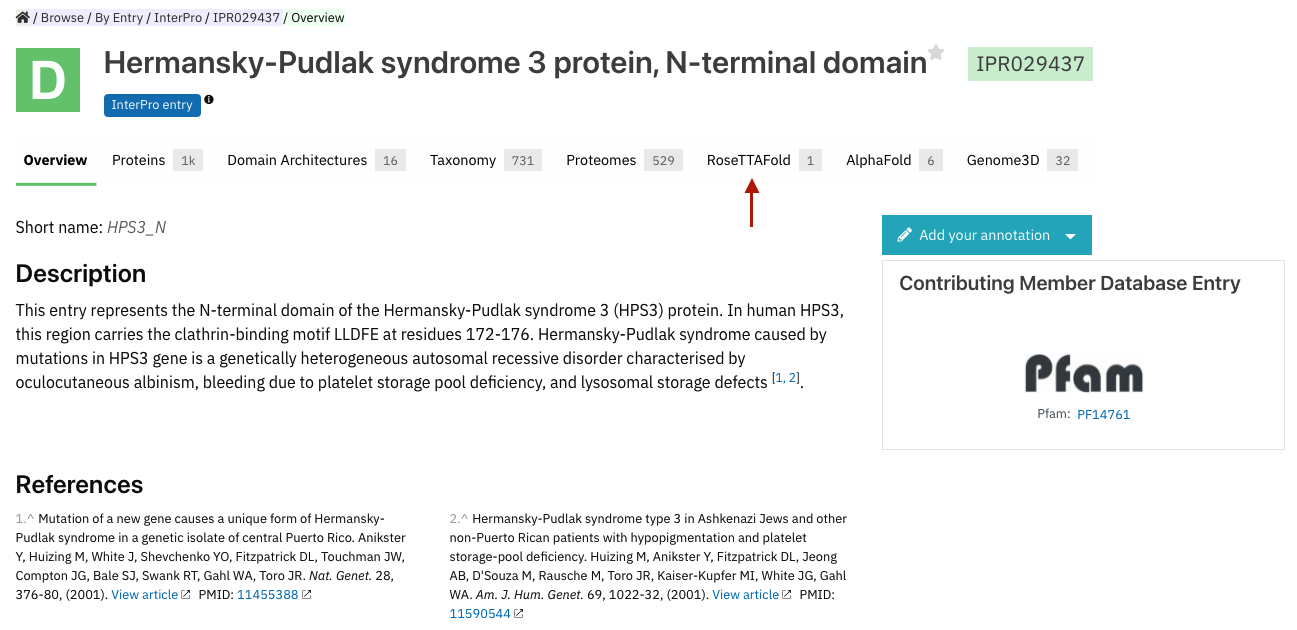 / Browse / By Entry / InterPro / IPR029437 / Overview
D
Hermansky-Pudlak syndrome 3 protein, N-terminal domain
IPR029437
InterPro entry
Overview Proteins 1k Domain Architectures 16 Taxonomy 731 Proteomes 529 RoseTTAFold 1 AlphaFold 6 Genome3D 32
Short name: HPS3_N
Add your annotation
Description
This entry represents the N-terminal domain of the Hermansky-Pudlak syndrome 3 (HPS3) protein. In human HPS3,
this region carries the clathrin-binding motif LLDFE at residues 172-176. Hermansky-Pudlak syndrome caused by
mutations in HPS3 gene is a genetically heterogeneous autosomal recessive disorder characterised by
oculocutaneous albinism, bleeding due to platelet storage pool deficiency, and lysosomal storage defects [1, 2].
Contributing Member Database Entry
Pfam
Pfam: PF14761
References
1.^ Mutation of a new gene causes a unique form of Hermansky-
Pudlak syndrome in a genetic isolate of central Puerto Rico. Anikster
Y, Huizing M, White J, Shevchenko YO, Fitzpatrick DL, Touchman JW,
Compton JG, Bale SJ, Swank RT, Gahl WA, Toro JR. Nat. Genet. 28,
376-80, (2001). View article PMID: 11455388
2.^ Hermansky-Pudlak syndrome type 3 in Ashkenazi Jews and other
non-Puerto Rican patients with hypopigmentation and platelet
storage-pool deficiency. Huizing M, Anikster Y, Fitzpatrick DL, Jeong
AB, D'Souza M, Rausche M, Toro JR, Kaiser-Kupfer MI, White JG, Gahl
WA. Am. J. Hum. Genet. 69, 1022-32, (2001). View article PMID:
11590544